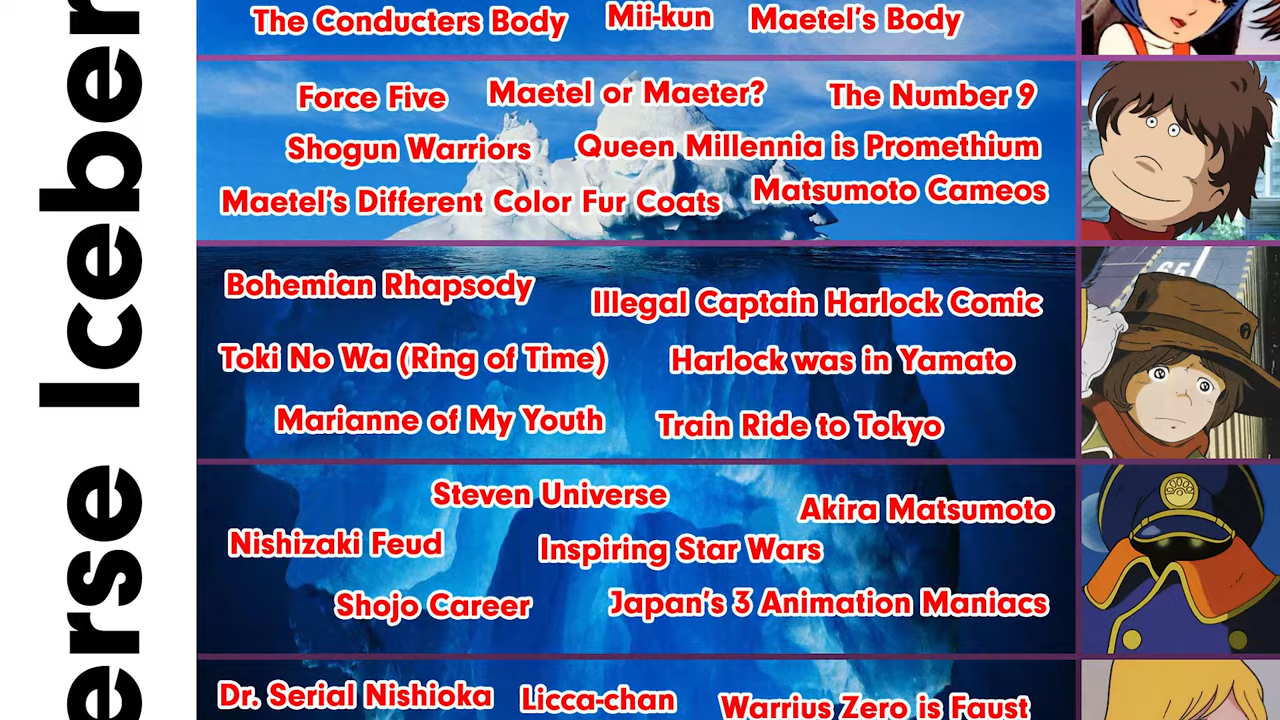 The Conducters Body
Mii-kun
Maetel's Body
Force Five
Maetel or Maeter?
The Number 9
Shogun Warriors
Queen Millennia is Promethium
Maetel's Different Color Fur Coats
Matsumoto Cameos
Bohemian Rhapsody
Illegal Captain Harlock Comic
Toki No Wa (Ring of Time)
Harlock was in Yamato
Marianne of My Youth
Train Ride to Tokyo
Steven Universe
Akira Matsumoto
Nishizaki Feud
Inspiring Star Wars
Shojo Career
Japan's 3 Animation Maniacs
Dr. Serial Nishioka
Licca-chan
Warrius Zero is Faust
erse Iceber